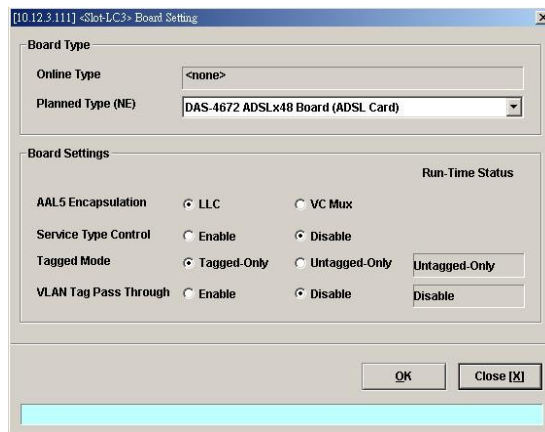 [10.12.3.111] <Slot-LC3> Board Setting
Board Type
Online Type <none>
Planned Type (NE) DAS-4672 ADSLx48 Board (ADSL Card)
Board Settings
Run-Time Status
AAL5 Encapsulation LLC VC Mux
Service Type Control Enable Disable
Tagged Mode Tagged-Only Untagged-Only Untagged-Only
VLAN Tag Pass Through Enable Disable Disable
OK Close [X]